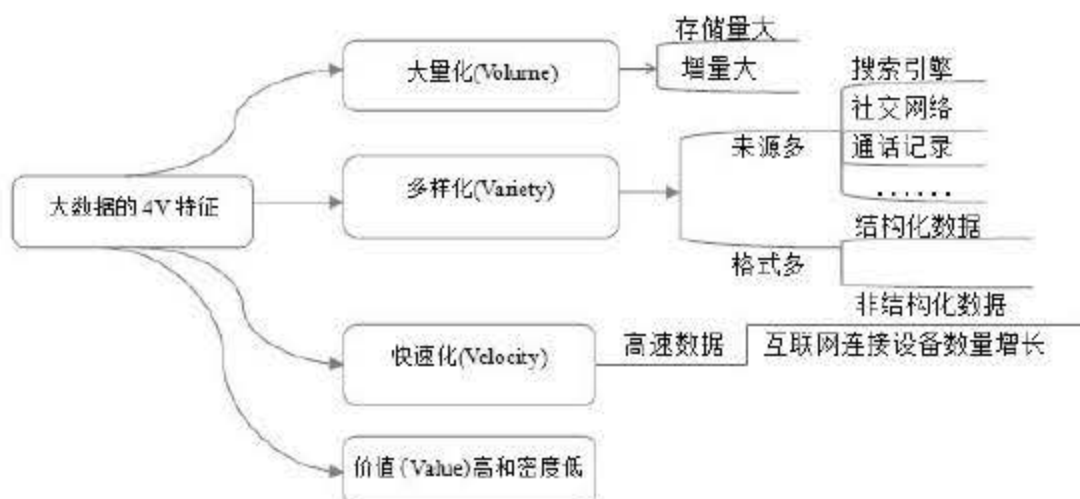 大数据的4V特征
大量化(Volume)
存储量大
增量大
多样化(Variety)
来源多
搜索引擎
社交网络
通话记录
······
格式多
结构化数据
非结构化数据
快速化(Velocity)
高速数据
互联网连接设备数量增长
价值(Value)高和密度低